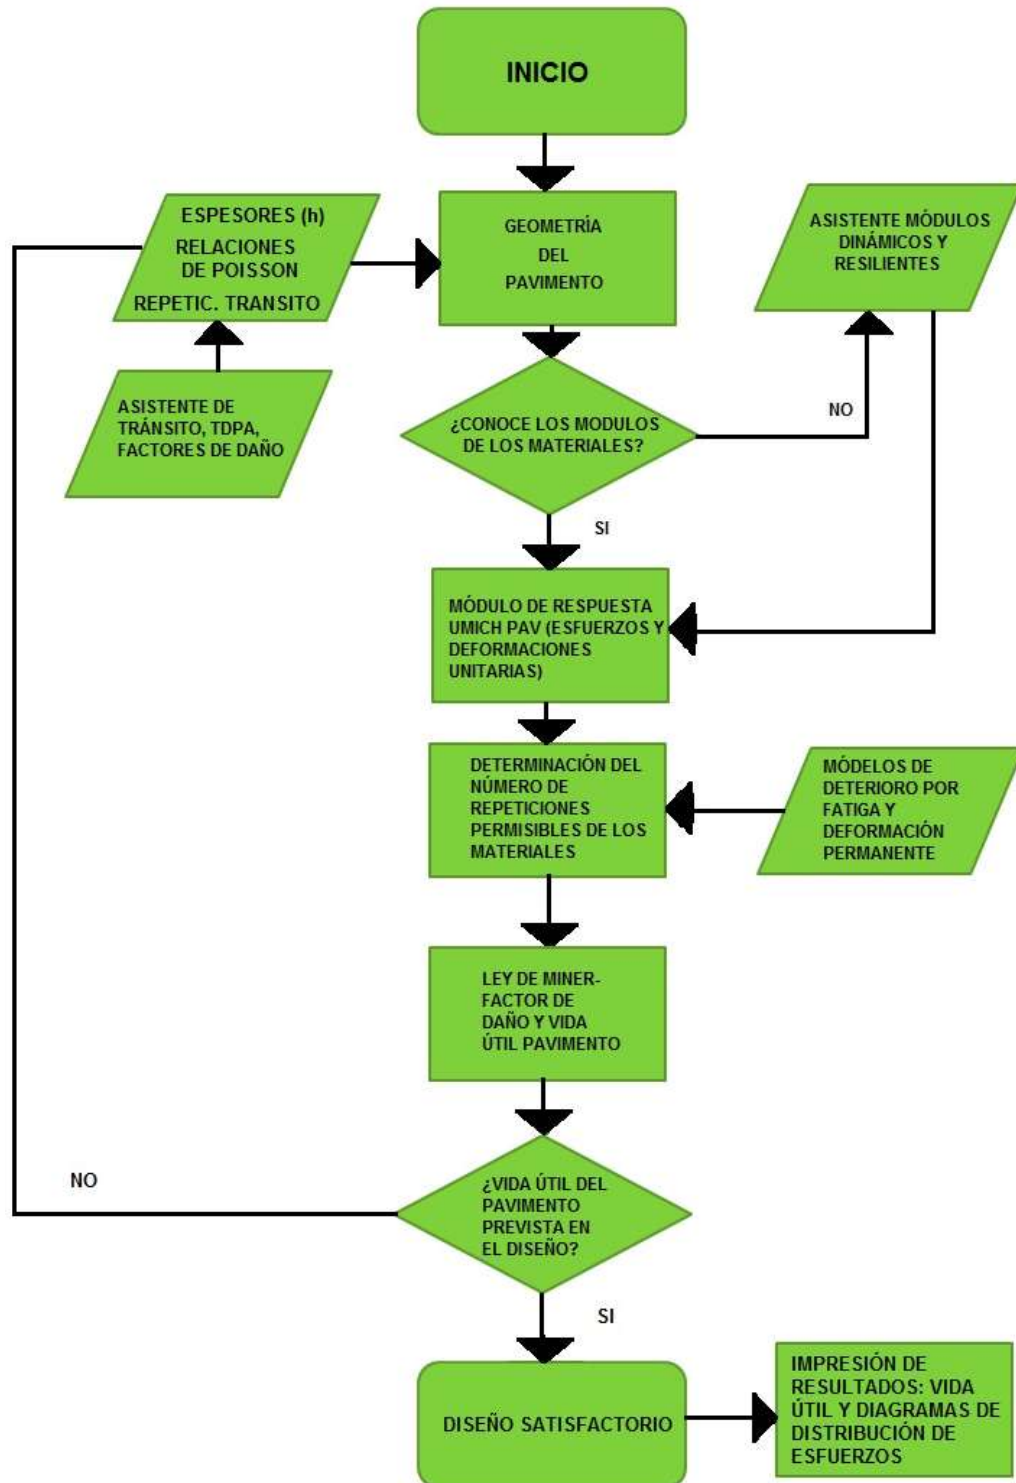 INICIO
ESPESORES (h)
RELACIONES
DE POISSON
REPETIC. TRANSITO
GEOMETRÍA
DEL
PAVIMENTO
ASISTENTE MÓDULOS
DINÁMICOS Y
RESILIENTES
ASISTENTE DE
TRÁNSITO, TDPA,
FACTORES DE DAÑO
¿CONOCE LOS MODULOS
DE LOS MATERIALES?
NO
SI
MÓDULO DE RESPUESTA
UMICH PAV (ESFUERZOS Y
DEFORMACIONES
UNITARIAS)
DETERMINACIÓN DEL
NÚMERO DE
REPETICIONES
PERMISIBLES DE LOS
MATERIALES
MÓDELOS DE
DETERIORO POR
FATIGA Y
DEFORMACIÓN
PERMANENTE
LEY DE MINER-
FACTOR DE
DAÑO Y VIDA
ÚTIL PAVIMENTO
NO
¿VIDA ÚTIL DEL
PAVIMENTO
PREVISTA EN
EL DISEÑO?
SI
DISEÑO SATISFACTORIO
IMPRESIÓN DE
RESULTADOS: VIDA
ÚTIL Y DIAGRAMAS DE
DISTRIBUCIÓN DE
ESFUERZOS